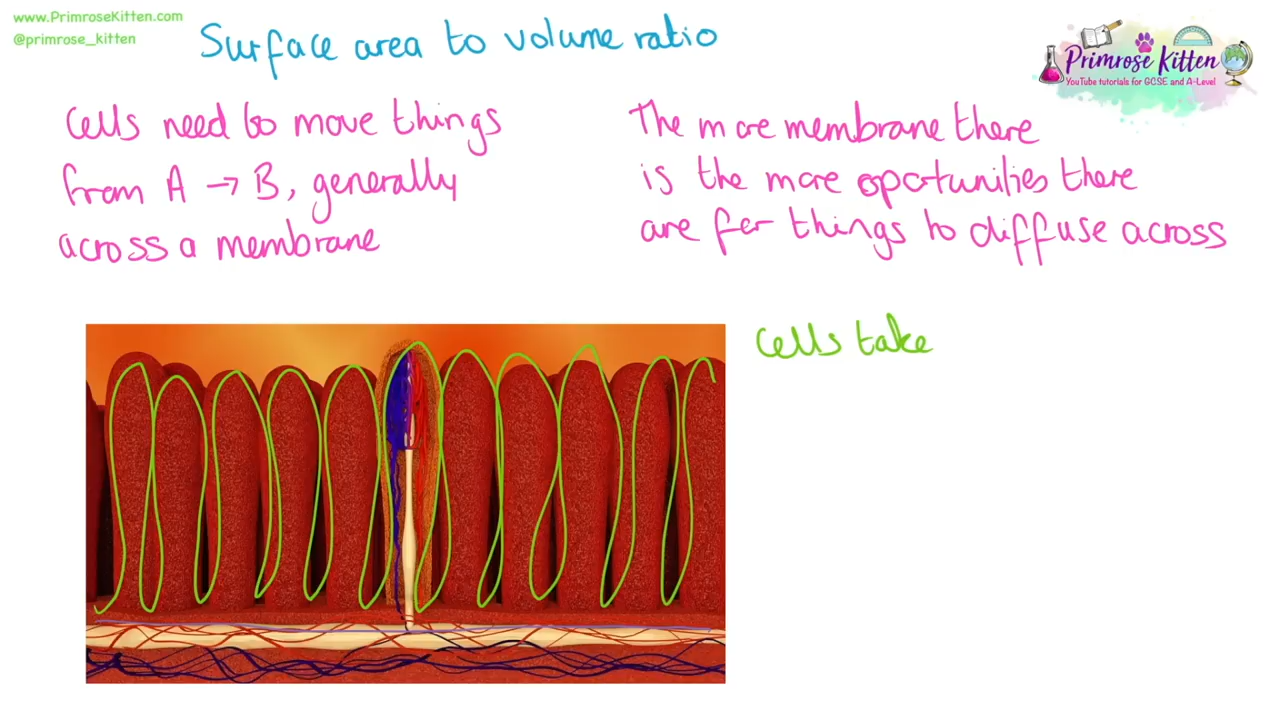 www.PrimroseKitten.com
@primrose_kitten
Surface area to volume ratio
Primrose Kitten
YouTube tutorials for GCSE and A-Level
Cells need to move things
from A → B, generally
across a membrane
The more membrane there
is the more oportunities there
are for things to diffuse across
Cells take